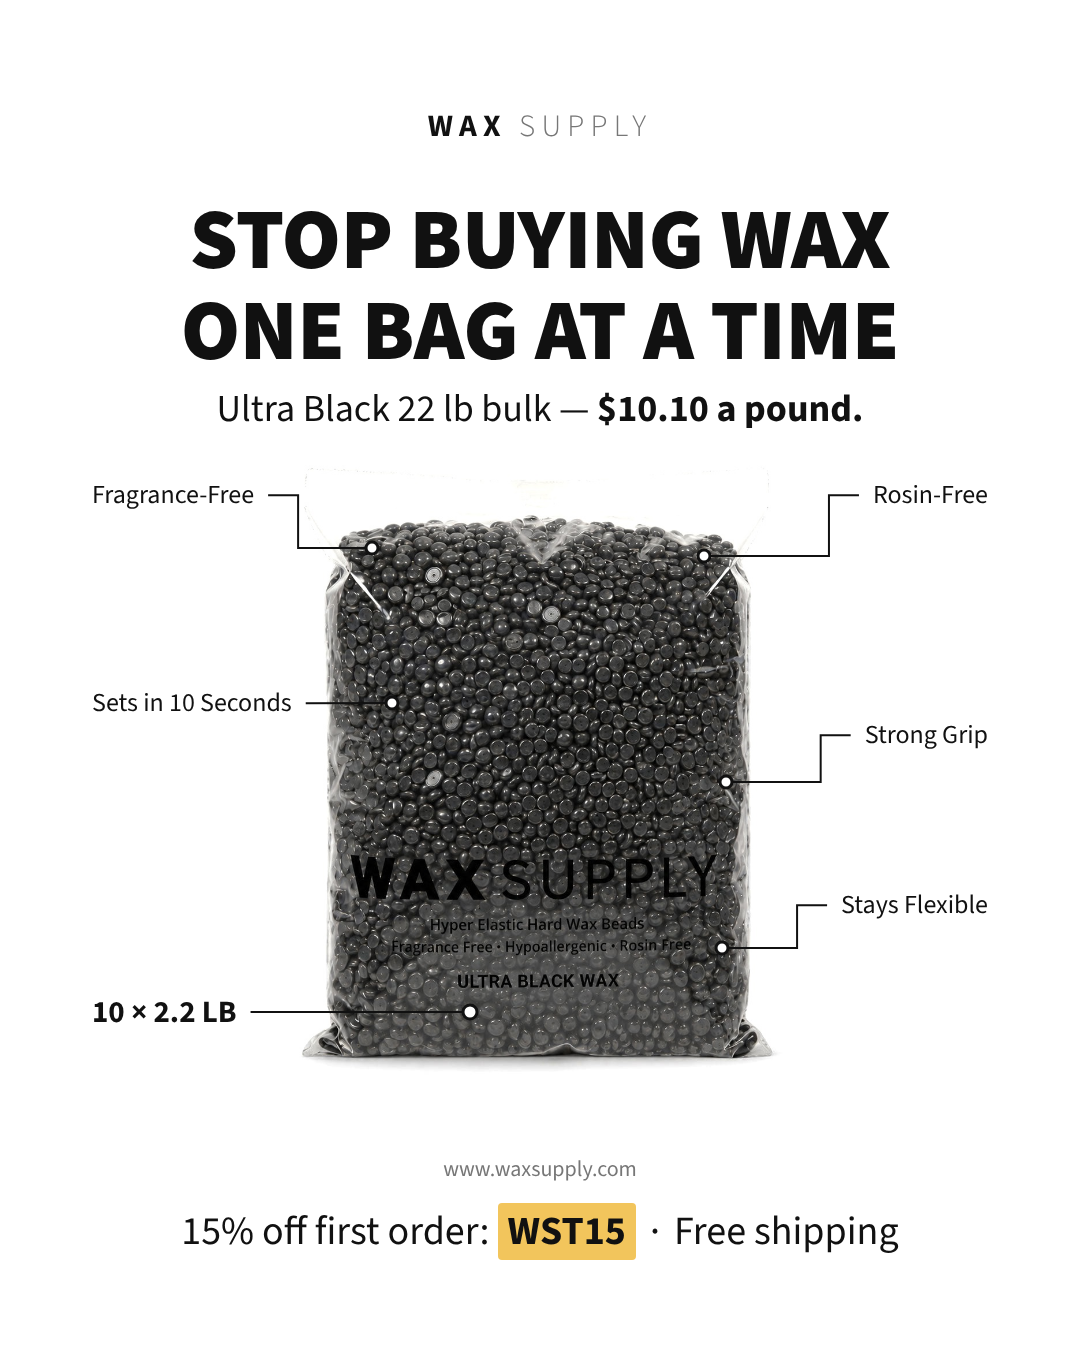 WAX SUPPLY
STOP BUYING WAX
ONE BAG AT A TIME
Ultra Black 22 lb bulk — $10.10 a pound.
Fragrance-Free
Rosin-Free
Sets in 10 Seconds
Strong Grip
WAX SUPPLY
Hyper Elastic Hard Wax Beads
Fragrance Free · Hypoallergenic · Rosin Free
ULTRA BLACK WAX
Stays Flexible
10 × 2.2 LB
www.waxsupply.com
15% off first order: WST15 · Free shipping